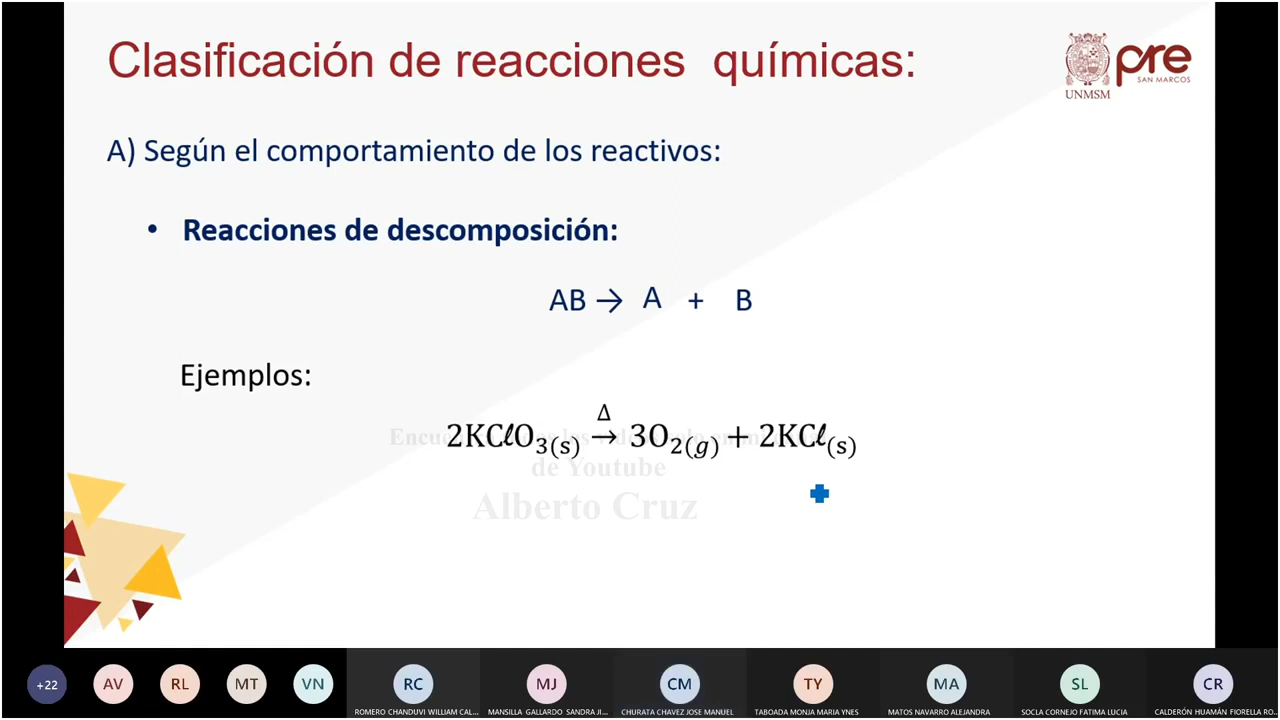 Clasificación de reacciones químicas:
pre
SAN MARCOS
UNMSM
A) Según el comportamiento de los reactivos:
• Reacciones de descomposición:
AB → A + B
Ejemplos:
Δ
2KCℓO3(s) → 3O2(g) + 2KCℓ(s)
de Youtube
Alberto Cruz
+22 AV RL MT VN RC MJ CM TY MA SL CR
ROMERO CHANDUVI WILLIAM CAL... MANSILLA GALLARDO SANDRA JI... CHURATA CHAVEZ JOSE MANUEL TABOADA MONJA MARIA YNES MATOS NAVARRO ALEJANDRA SOCLA CORNEJO FATIMA LUCIA CALDERÓN HUAMÁN FIORELLA RO...